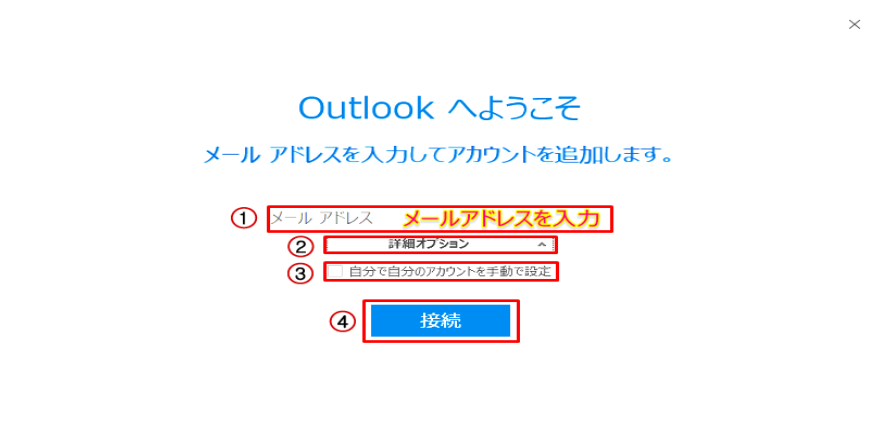 ×
Outlook へようこそ
メール アドレスを入力してアカウントを追加します。
① メール アドレス メールアドレスを入力
② 詳細オプション
③ 自分で自分のアカウントを手動で設定
④ 接続